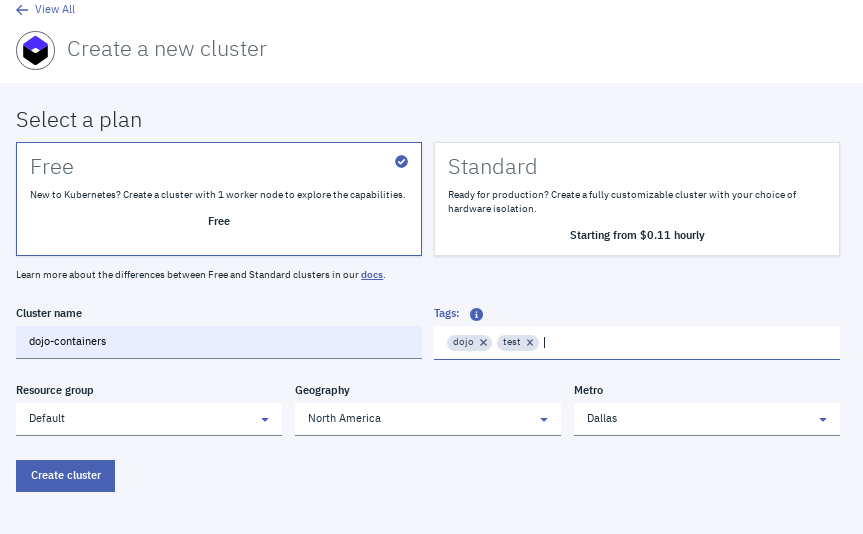 View All
Create a new cluster
Select a plan
Free
New to Kubernetes? Create a cluster with 1 worker node to explore the capabilities.
Free
Standard
Ready for production? Create a fully customizable cluster with your choice of
hardware isolation.
Starting from $0.11 hourly
Learn more about the differences between Free and Standard clusters in our docs.
Cluster name
dojo-containers
Tags:
dojo test
Resource group
Default
Geography
North America
Metro
Dallas
Create cluster